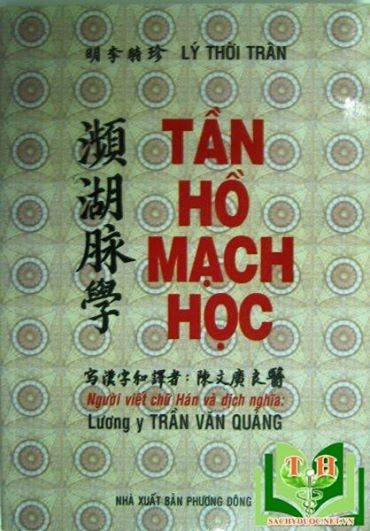 明李時珍 LÝ THỜI TRÂN
瀕湖脈學
TẦN
HỒ
MẠCH
HỌC
寫漢字和譯者：陳文廣良醫
Người viết chữ Hán và dịch nghĩa:
Lương y TRẦN VĂN QUẢNG
NHÀ XUẤT BẢN PHƯƠNG ĐÔNG
T H
SACHYDUOC.NET.VN